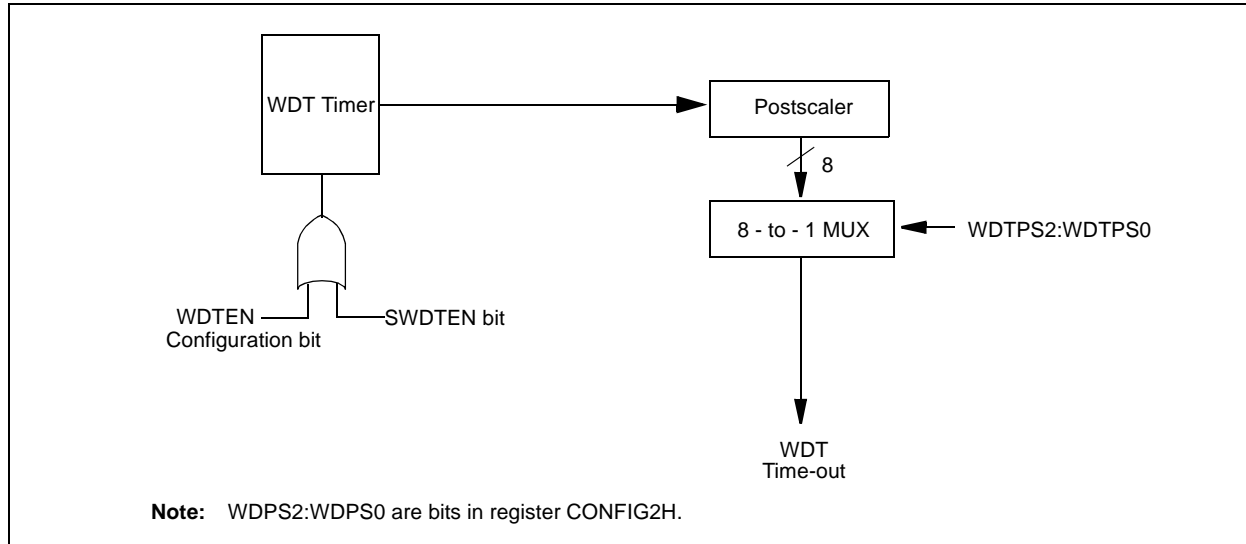 WDT Timer
Postscaler
8
8 - to - 1 MUX
WDTPS2:WDTPS0
WDTEN
Configuration bit
SWDTEN bit
WDT
Time-out
Note: WDPS2:WDPS0 are bits in register CONFIG2H.